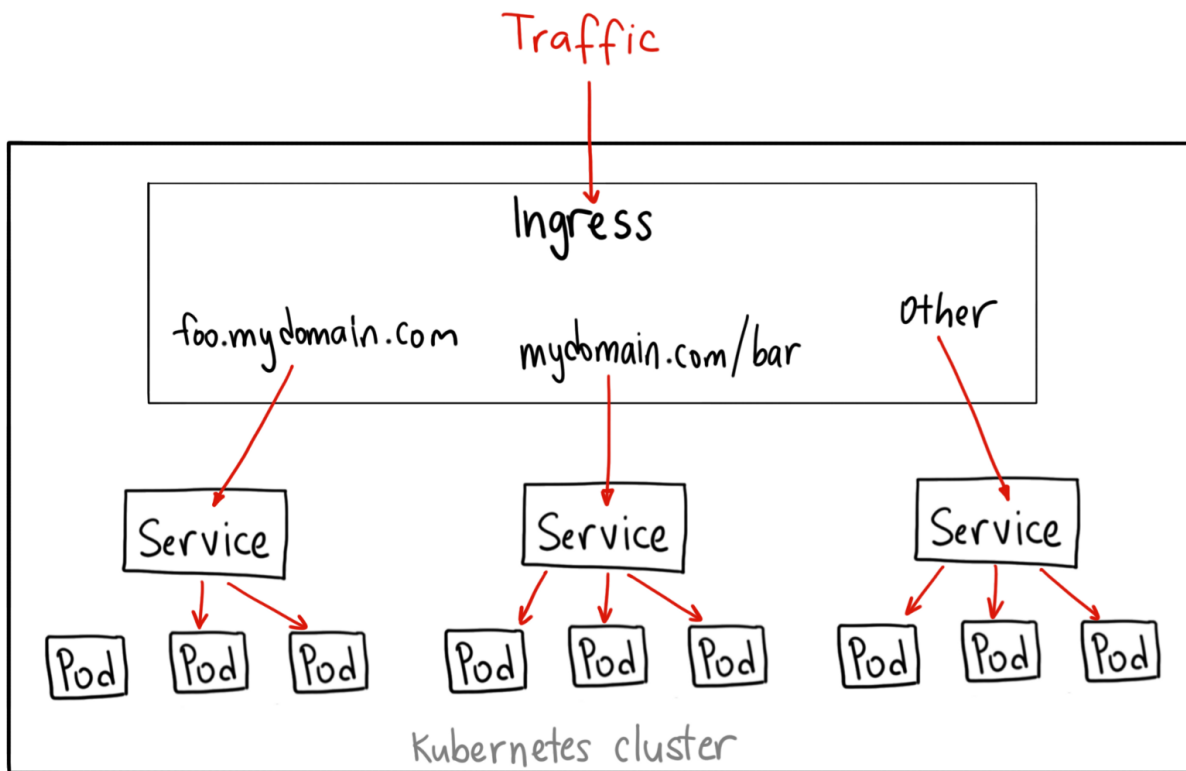 Traffic
Ingress
foo.mydomain.com
mydomain.com/bar
Other
Service
Service
Service
Pod
Pod
Pod
Pod
Pod
Pod
Pod
Pod
Pod
Kubernetes cluster